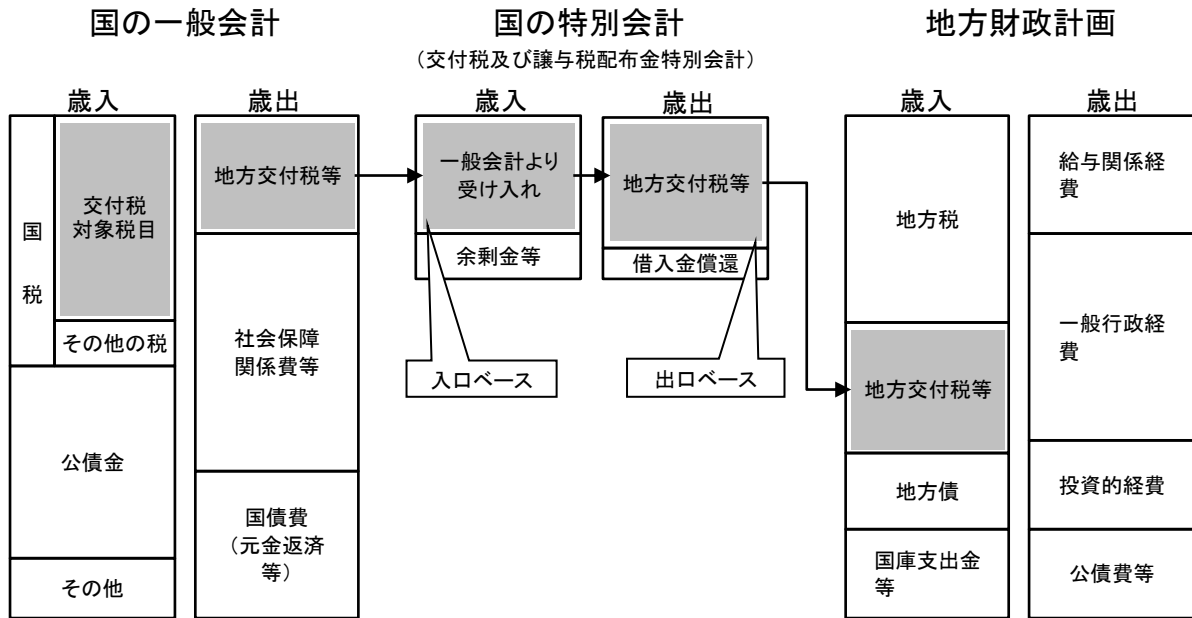 国の一般会計
国の特別会計
(交付税及び譲与税配布金特別会計)
地方財政計画
歳入
歳出
歳入
歳出
歳入
歳出
国
税
交付税
対象税目
その他の税
公債金
その他
地方交付税等
社会保障
関係費等
国債費
(元金返済
等)
一般会計より
受け入れ
余剰金等
入口ベース
地方交付税等
借入金償還
出口ベース
地方税
地方交付税等
地方債
国庫支出金
等
給与関係経
費
一般行政経
費
投資的経費
公債費等